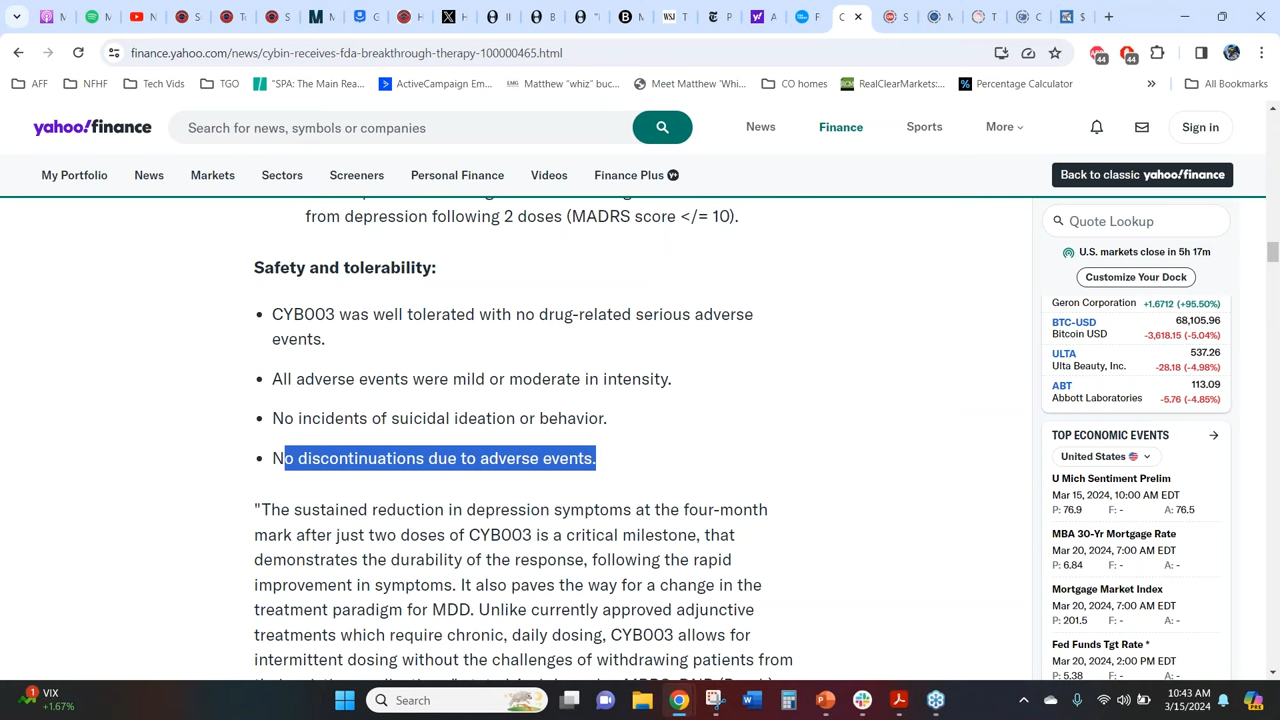 finance.yahoo.com/news/cybin-receives-fda-breakthrough-therapy-100000465.html
44
44
AFF
NFHF
Tech Vids
TGO
"SPA: The Main Rea...
ActiveCampaign Em...
Matthew "whiz" buc...
Meet Matthew 'Whi...
CO homes
RealClearMarkets:...
Percentage Calculator
»
All Bookmarks
yahoo!finance
Search for news, symbols or companies
News
Finance
Sports
More
Sign in
My Portfolio
News
Markets
Sectors
Screeners
Personal Finance
Videos
Finance Plus
Back to classic yahoo!finance
from depression following 2 doses (MADRS score </= 10).
Safety and tolerability:
• CYB003 was well tolerated with no drug-related serious adverse
events.
• All adverse events were mild or moderate in intensity.
• No incidents of suicidal ideation or behavior.
• No discontinuations due to adverse events.
"The sustained reduction in depression symptoms at the four-month
mark after just two doses of CYB003 is a critical milestone, that
demonstrates the durability of the response, following the rapid
improvement in symptoms. It also paves the way for a change in the
treatment paradigm for MDD. Unlike currently approved adjunctive
treatments which require chronic, daily dosing, CYB003 allows for
intermittent dosing without the challenges of withdrawing patients from
Quote Lookup
U.S. markets close in 5h 17m
Customize Your Dock
Geron Corporation +1.6712 (+95.50%)
BTC-USD 68,105.96
Bitcoin USD -3,618.15 (-5.04%)
ULTA 537.26
Ulta Beauty, Inc. -28.18 (-4.98%)
ABT 113.09
Abbott Laboratories -5.76 (-4.85%)
TOP ECONOMIC EVENTS
United States
U Mich Sentiment Prelim
Mar 15, 2024, 10:00 AM EDT
P: 76.9 F: - A: 76.5
MBA 30-Yr Mortgage Rate
Mar 20, 2024, 7:00 AM EDT
P: 6.84 F: - A: -
Mortgage Market Index
Mar 20, 2024, 7:00 AM EDT
P: 201.5 F: - A: -
Fed Funds Tgt Rate *
Mar 20, 2024, 2:00 PM EDT
P: 5.38 F: - A: -
1
VIX
+1.67%
Search
10:43 AM
3/15/2024